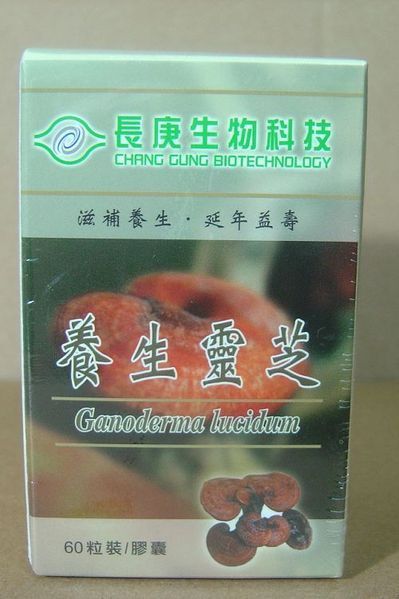 長庚生物科技
CHANG GUNG BIOTECHNOLOGY
滋補養生・延年益壽
養生靈芝
Ganoderma lucidum
60粒裝/膠囊